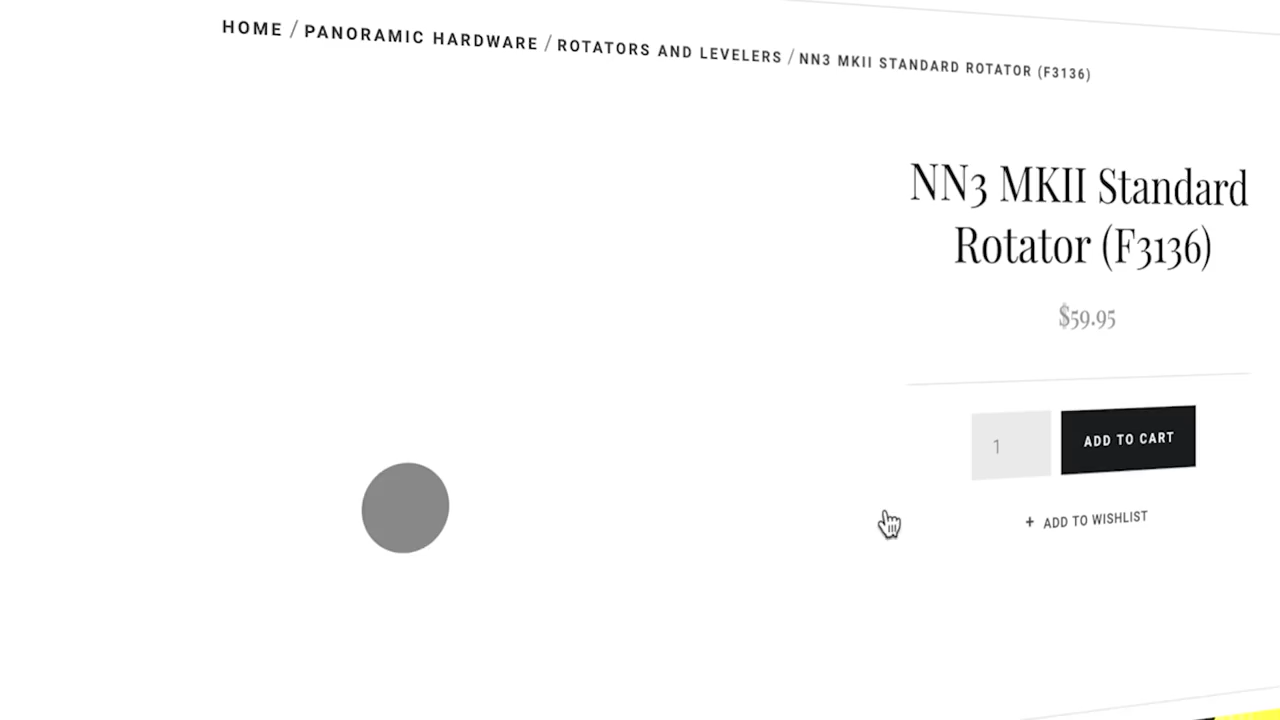 HOME / PANORAMIC HARDWARE / ROTATORS AND LEVELERS / NN3 MKII STANDARD ROTATOR (F3136)
NN3 MKII Standard
Rotator (F3136)
$59.95
1
ADD TO CART
+ ADD TO WISHLIST